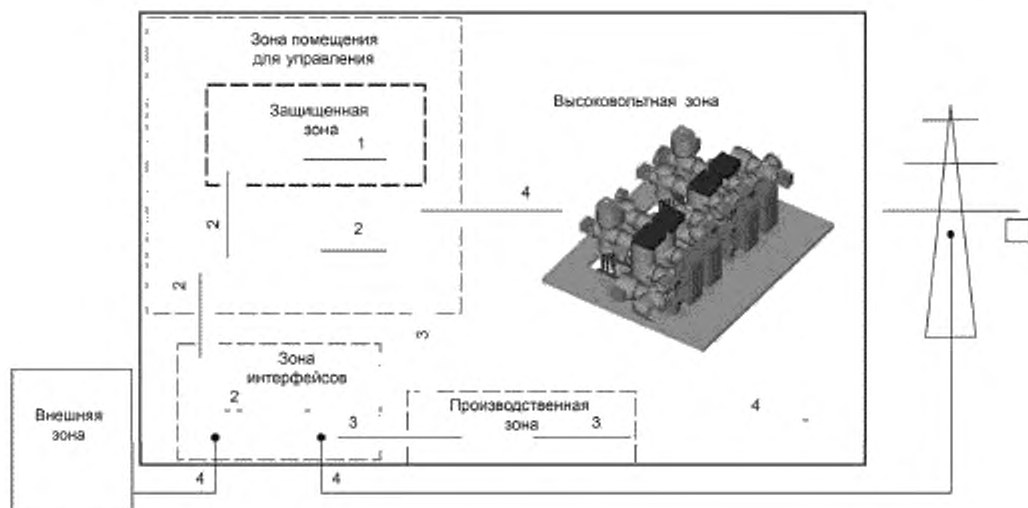 Зона помещения
для управления
Защищенная
зона
1
Высоковольтная зона
4
2
2
2
3
Зона
интерфейсов
2
Производственная
зона
3
3
4
Внешняя
зона
4
4